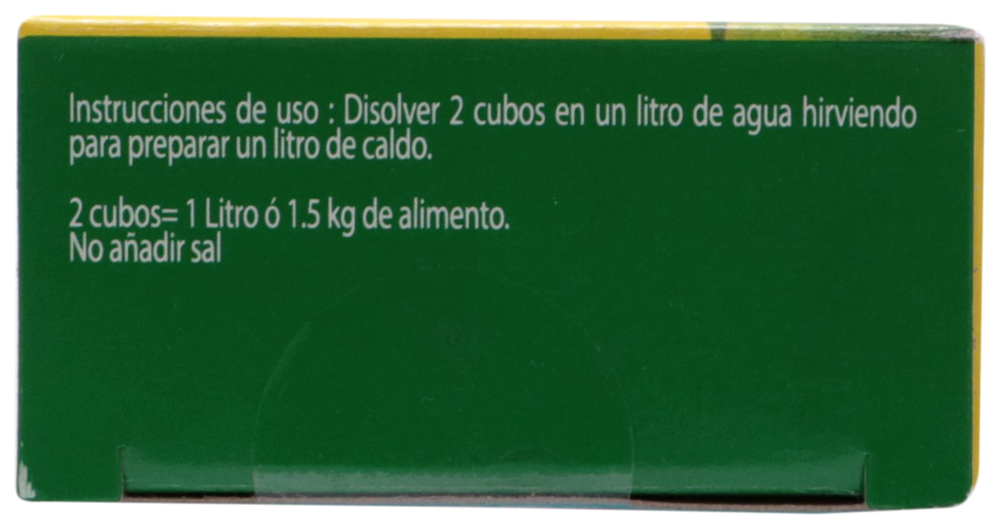 Instrucciones de uso : Disolver 2 cubos en un litro de agua hirviendo
para preparar un litro de caldo.
2 cubos= 1 Litro ó 1.5 kg de alimento.
No añadir sal